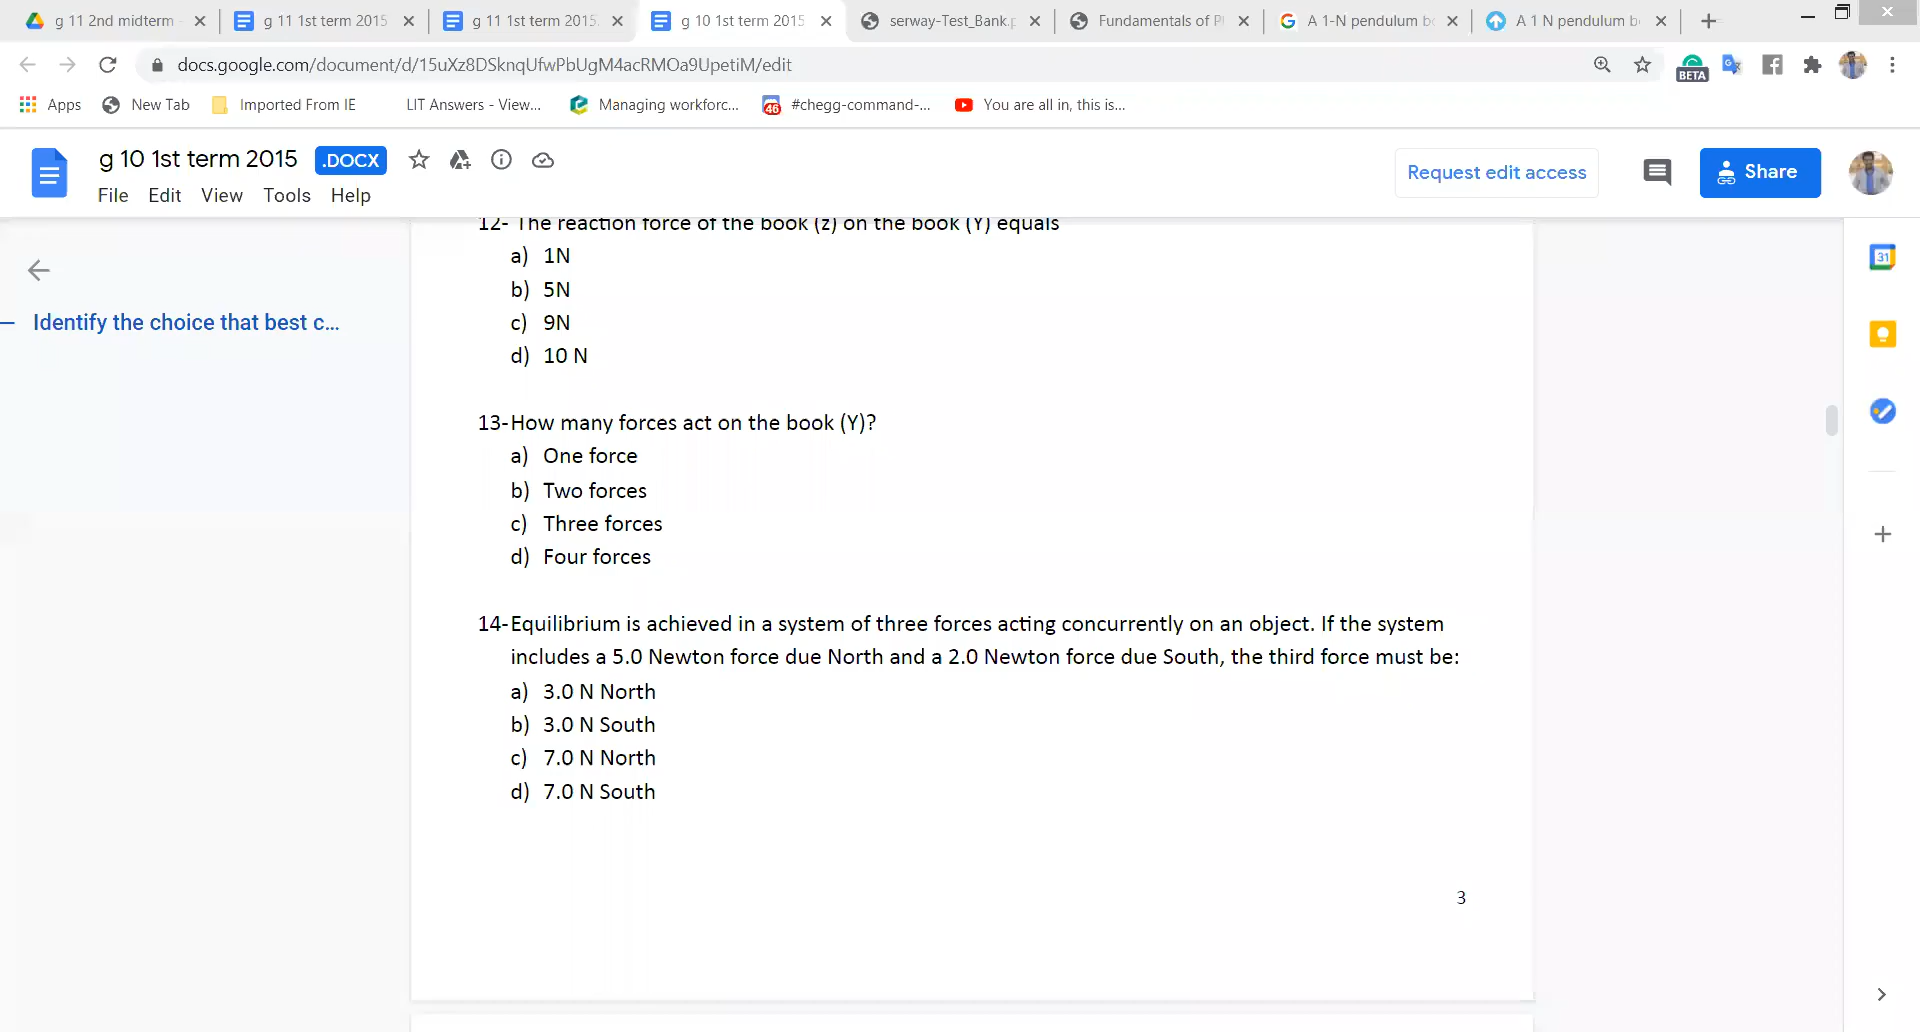 g 11 2nd midterm
g 11 1st term 2015
g 11 1st term 2015.
g 10 1st term 2015
serway-Test_Bank.p
Fundamentals of P
A 1-N pendulum b
A 1 N pendulum b
docs.google.com/document/d/15uXz8DSknqUfwPbUgM4acRMOa9UpetiM/edit
BETA
Apps
New Tab
Imported From IE
LIT Answers - View...
Managing workforc...
46
#chegg-command-...
You are all in, this is...
g 10 1st term 2015
.DOCX
Request edit access
Share
File Edit View Tools Help
31
Identify the choice that best c...
12- The reaction force of the book (z) on the book (Y) equals
a) 1N
b) 5N
c) 9N
d) 10 N
13-How many forces act on the book (Y)?
a) One force
b) Two forces
c) Three forces
d) Four forces
14-Equilibrium is achieved in a system of three forces acting concurrently on an object. If the system
includes a 5.0 Newton force due North and a 2.0 Newton force due South, the third force must be:
a) 3.0 N North
b) 3.0 N South
c) 7.0 N North
d) 7.0 N South
3